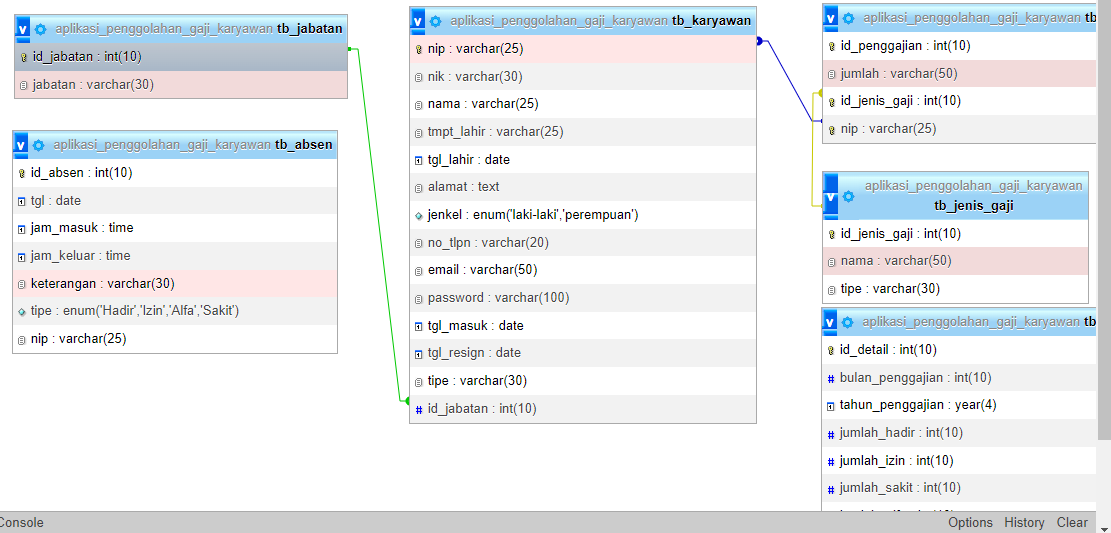 v aplikasi_penggolahan_gaji_karyawan tb_jabatan
id_jabatan : int(10)
jabatan : varchar(30)
v aplikasi_penggolahan_gaji_karyawan tb_absen
id_absen : int(10)
tgl : date
jam_masuk : time
jam_keluar : time
keterangan : varchar(30)
tipe : enum('Hadir','Izin','Alfa','Sakit')
nip : varchar(25)
v aplikasi_penggolahan_gaji_karyawan tb_karyawan
nip : varchar(25)
nik : varchar(30)
nama : varchar(25)
tmpt_lahir : varchar(25)
tgl_lahir : date
alamat : text
jenkel : enum('laki-laki','perempuan')
no_tlpn : varchar(20)
email : varchar(50)
password : varchar(100)
tgl_masuk : date
tgl_resign : date
tipe : varchar(30)
# id_jabatan : int(10)
v aplikasi_penggolahan_gaji_karyawan tb
id_penggajian : int(10)
jumlah : varchar(50)
id_jenis_gaji : int(10)
nip : varchar(25)
v aplikasi_penggolahan_gaji_karyawan
tb_jenis_gaji
id_jenis_gaji : int(10)
nama : varchar(50)
tipe : varchar(30)
v aplikasi_penggolahan_gaji_karyawan tb
id_detail : int(10)
# bulan_penggajian : int(10)
tahun_penggajian : year(4)
# jumlah_hadir : int(10)
# jumlah_izin : int(10)
# jumlah_sakit : int(10)
Console
Options History Clear